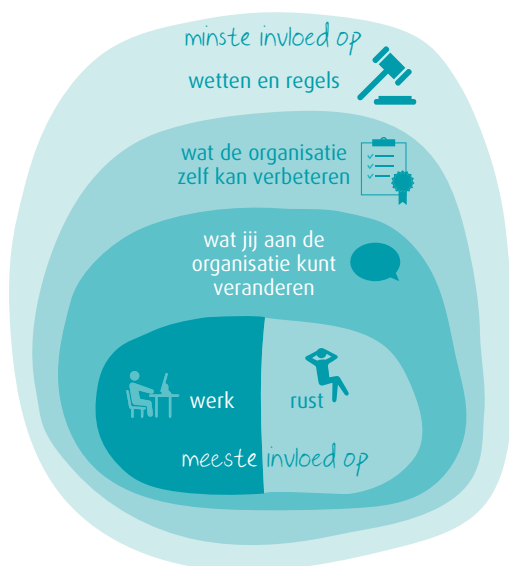 minste invloed op
wetten en regels
wat de organisatie
zelf kan verbeteren
wat jij aan de
organisatie kunt
veranderen
werk
rust
meeste invloed op